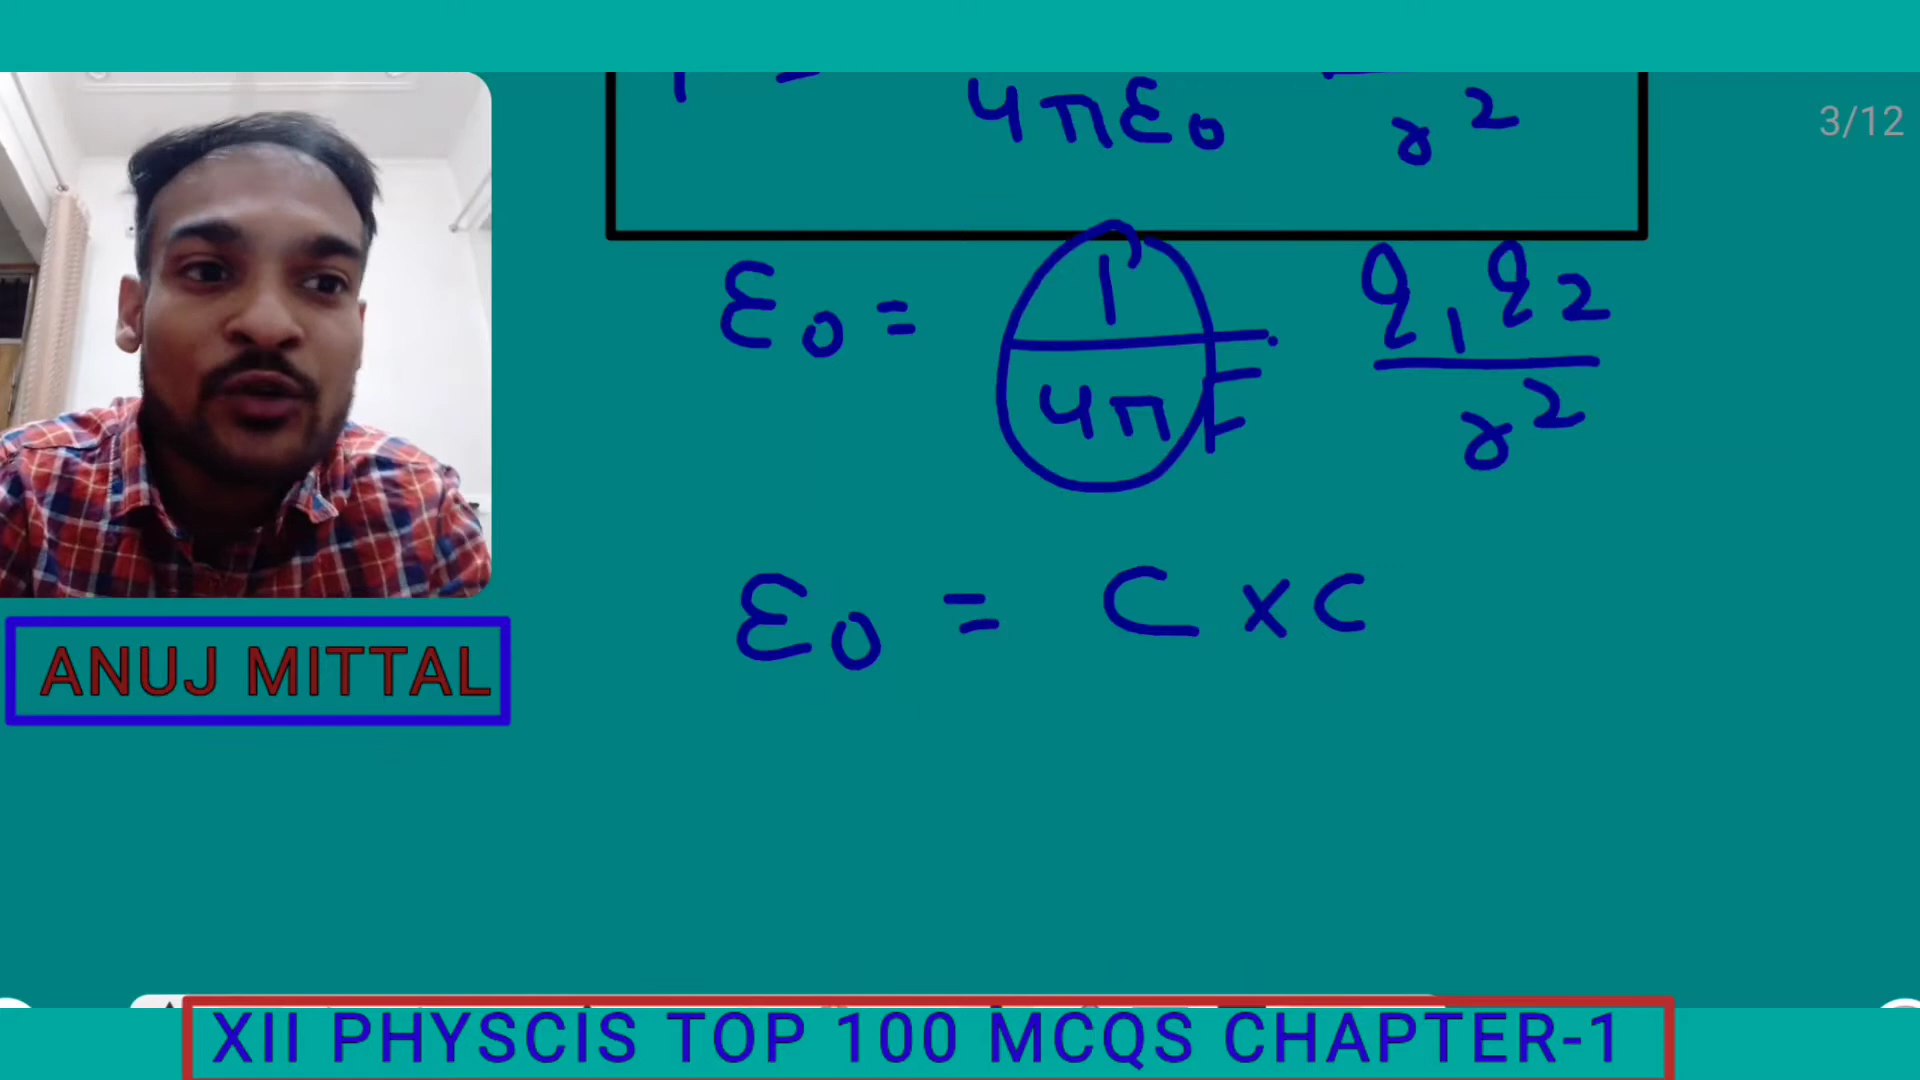 4πε₀ r²
3/12
ε₀ = 1/4πF q₁q₂/r²
ε₀ = C × C
ANUJ MITTAL
XII PHYSCIS TOP 100 MCQS CHAPTER-1